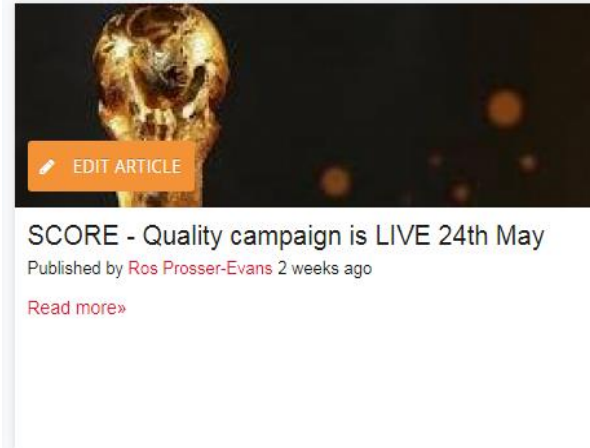 EDIT ARTICLE
SCORE - Quality campaign is LIVE 24th May
Published by Ros Prosser-Evans 2 weeks ago
Read more»